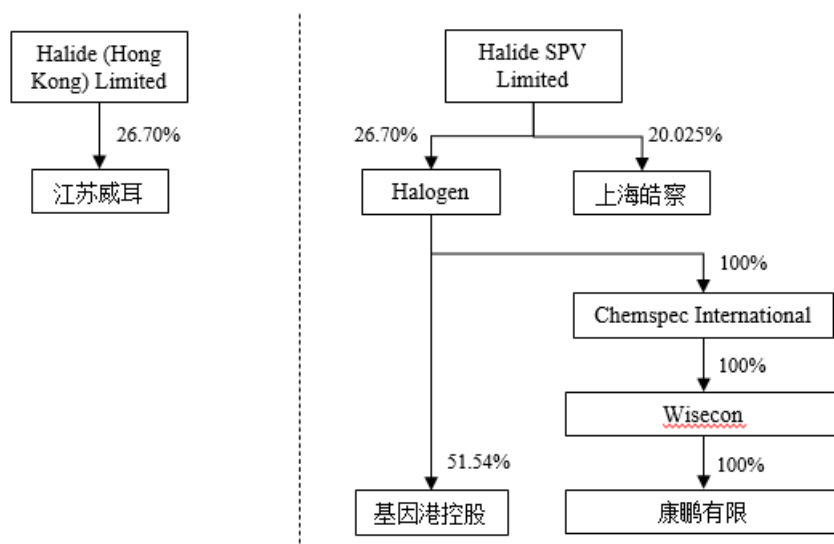 Halide (Hong
Kong) Limited
26.70%
江苏威耳
Halide SPV
Limited
26.70%
20.025%
Halogen
上海皓察
100%
Chemspec International
100%
Wisecon
51.54%
100%
基因港控股
康鹏有限